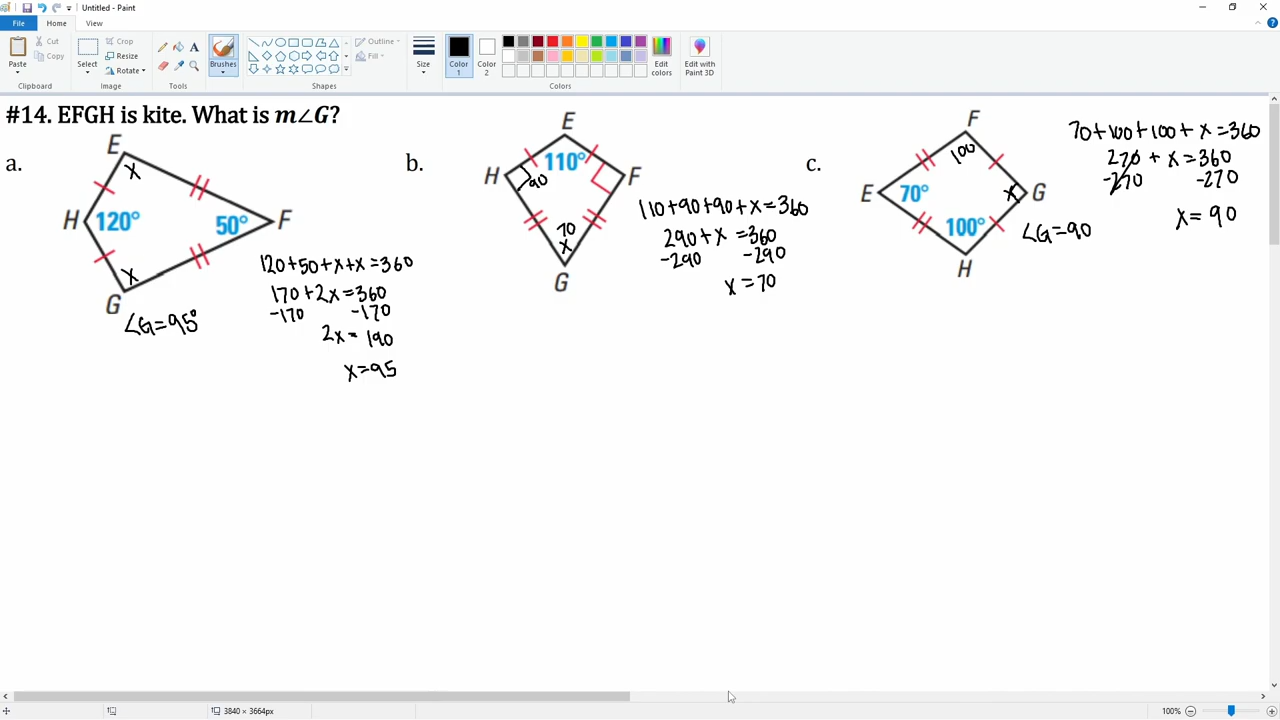 Untitled - Paint
File
Home
View
Paste
Cut
Copy
Clipboard
Select
Crop
Resize
Rotate
Image
A
Tools
Brushes
Shapes
Outline
Fill
Size
Color 1
Color 2
Edit colors
Colors
Edit with Paint 3D
#14. EFGH is kite. What is m∠G?
a.
E
x
H
120°
50°
F
x
G
∠G=95°
120+50+x+x=360
170+2x=360
-170 -170
2x= 190
x=95
b.
E
H
110°
90
F
70
x
G
110+90+90+x=360
290+x =360
-290 -290
x=70
c.
F
100
E
70°
x
G
100°
H
∠G=90
70+100+100+x=360
270+x=360
-270 -270
x=90
3840 × 3664px
100%